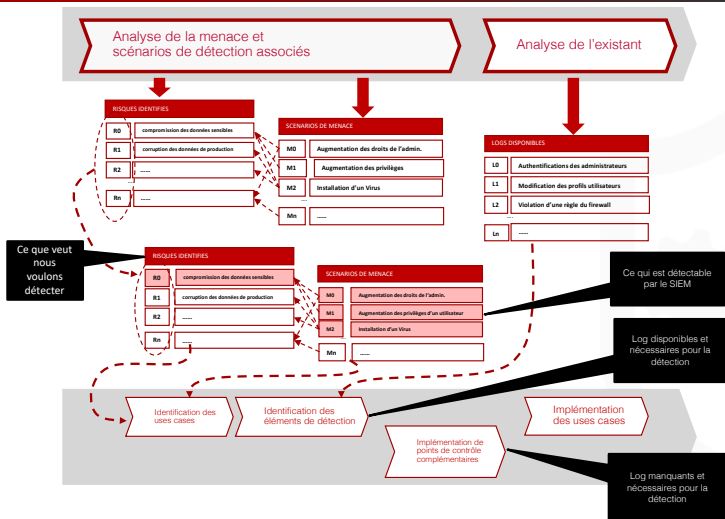 Analyse de la menace et
scénarios de détection associés
Analyse de l'existant
RISQUES IDENTIFIES
R0 compromission des données sensibles
R1 corruption des données de production
R2 ......
....
Rn ......
SCENARIOS DE MENACE
M0 Augmentation des droits de l'admin.
M1 Augmentation des privilèges
M2 Installation d'un Virus
...
Mn ......
LOGS DISPONIBLES
L0 Authentifications des administrateurs
L1 Modification des profils utilisateurs
L2 Violation d'une règle du firewall
....
Ln ......
Ce que veut
nous
voulons
détecter
RISQUES IDENTIFIES
R0 compromission des données sensibles
R1 corruption des données de production
R2 ......
....
Rn ......
SCENARIOS DE MENACE
M0 Augmentation des droits de l'admin.
M1 Augmentation des privilèges d'un utilisateur
M2 Installation d'un Virus
...
Mn ......
Ce qui est détectable
par le SIEM
Log disponibles et
nécessaires pour la
détection
Identification des
uses cases
Identification des
éléments de détection
Implémentation
des uses cases
Implémentation de
points de contrôle
complémentaires
Log manquants et
nécessaires pour la
détection